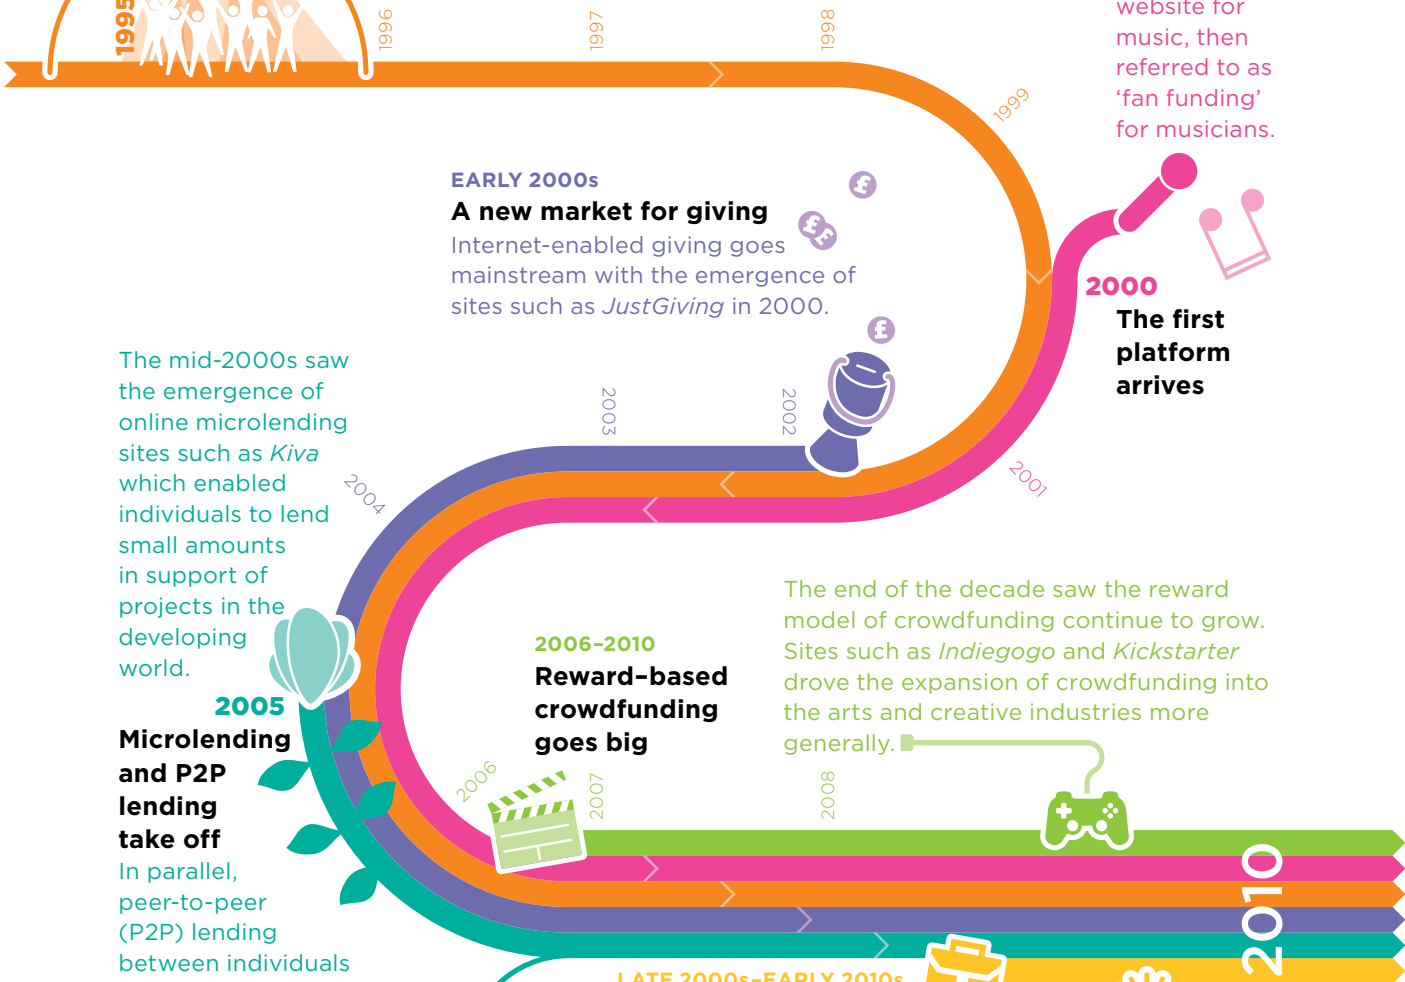 1995
1996
1997
1998
1999
website for
music, then
referred to as
‘fan funding’
for musicians.
2000
The first
platform
arrives
EARLY 2000s
A new market for giving
Internet-enabled giving goes
mainstream with the emergence of
sites such as JustGiving in 2000.
£
£
£
£
2001
2002
2003
2004
The mid-2000s saw
the emergence of
online microlending
sites such as Kiva
which enabled
individuals to lend
small amounts
in support of
projects in the
developing
world.
2005
Microlending
and P2P
lending
take off
In parallel,
peer-to-peer
(P2P) lending
between individuals
2006–2010
Reward–based
crowdfunding
goes big
The end of the decade saw the reward
model of crowdfunding continue to grow.
Sites such as Indiegogo and Kickstarter
drove the expansion of crowdfunding into
the arts and creative industries more
generally.
2006
2007
2008
2010
LATE 2000s–EARLY 2010s